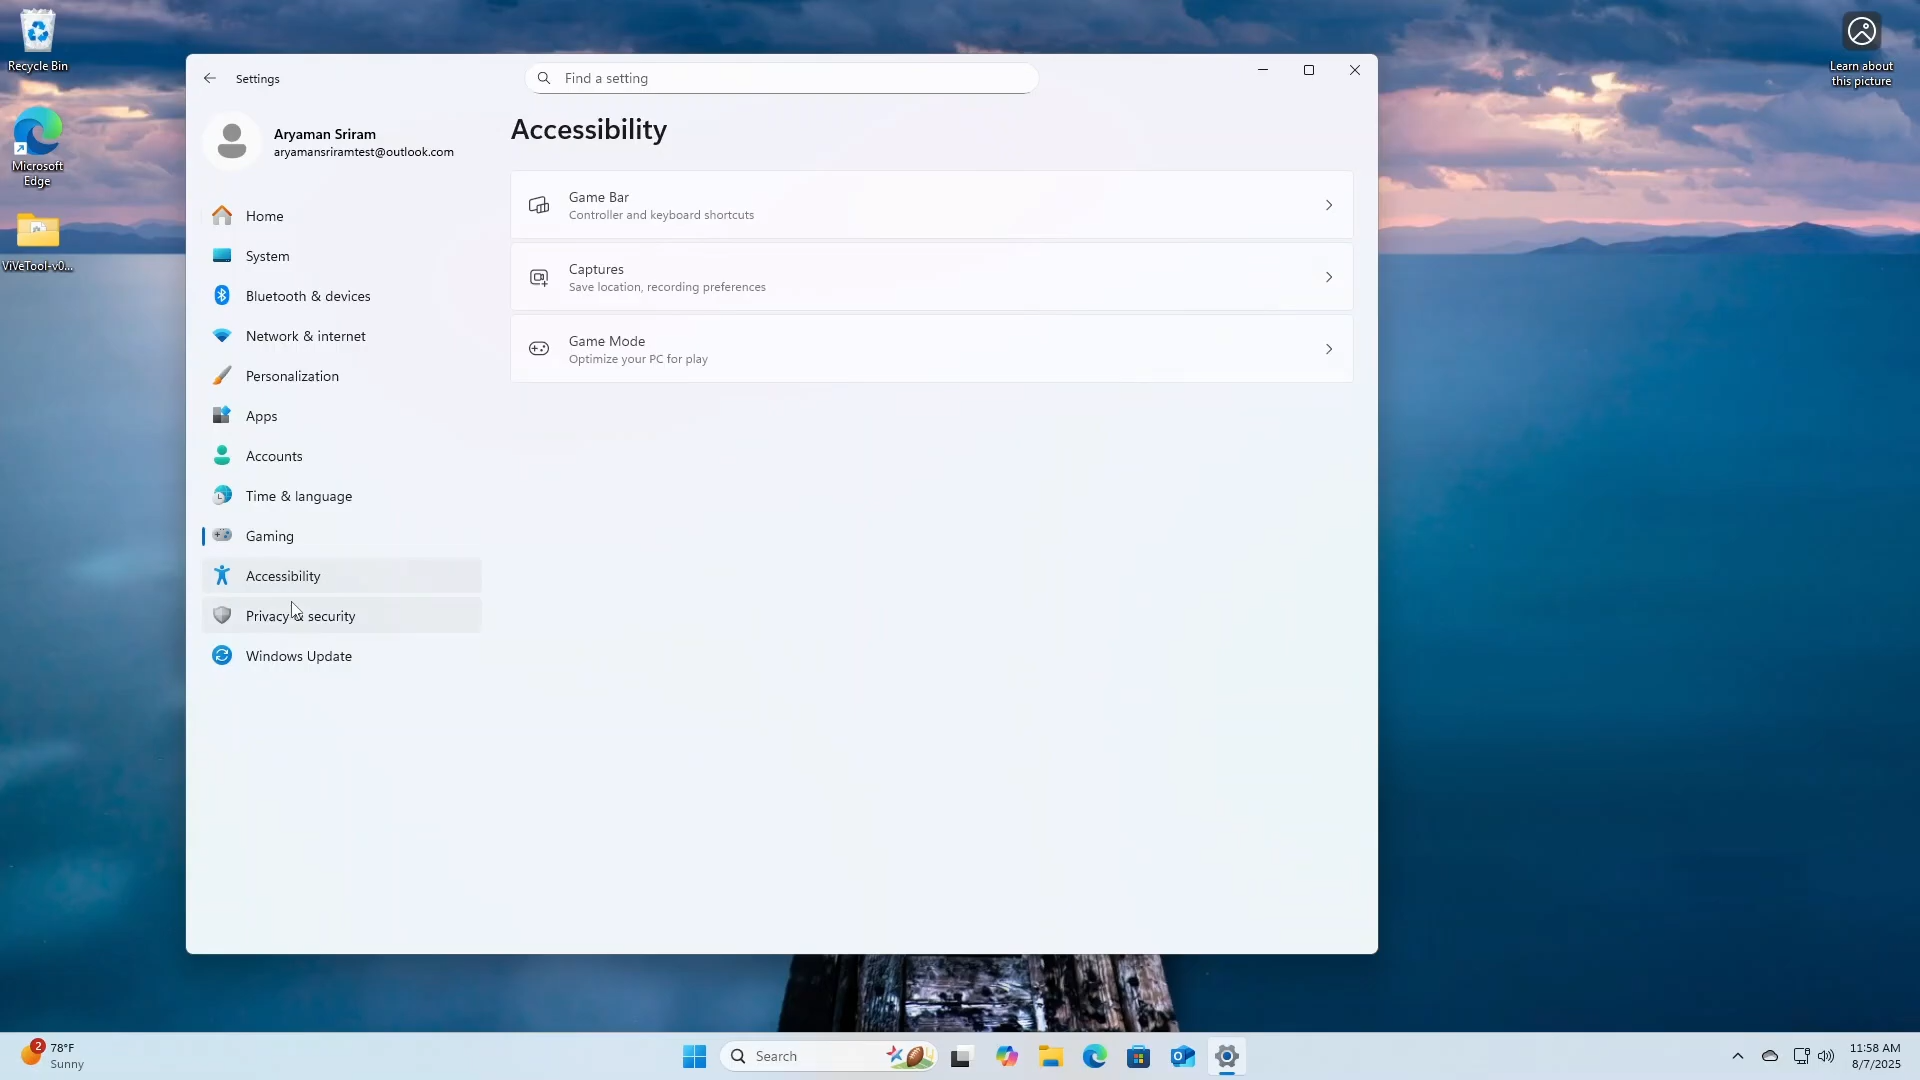 Recycle Bin
Microsoft
Edge
ViVeTool-v0...
Learn about
this picture
Settings
Find a setting
Aryaman Sriram
aryamansriramtest@outlook.com
Home
System
Bluetooth & devices
Network & internet
Personalization
Apps
Accounts
Time & language
Gaming
Accessibility
Privacy & security
Windows Update
Accessibility
Game Bar
Controller and keyboard shortcuts
Captures
Save location, recording preferences
Game Mode
Optimize your PC for play
2
78°F
Sunny
Search
11:58 AM
8/7/2025